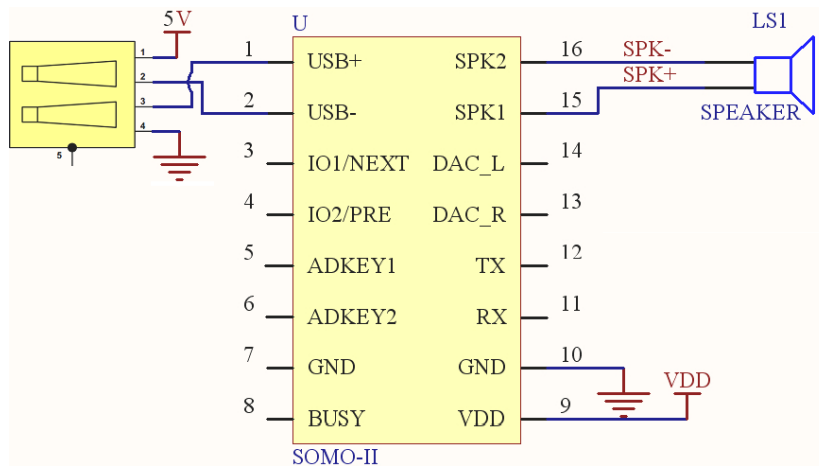 5V
U
LS1
1
2
3
4
5
1 USB+ SPK2 16 SPK-
SPK+
2 USB- SPK1 15 SPEAKER
3 IO1/NEXT DAC_L 14
4 IO2/PRE DAC_R 13
5 ADKEY1 TX 12
6 ADKEY2 RX 11
7 GND GND 10
VDD
8 BUSY VDD 9
SOMO-II